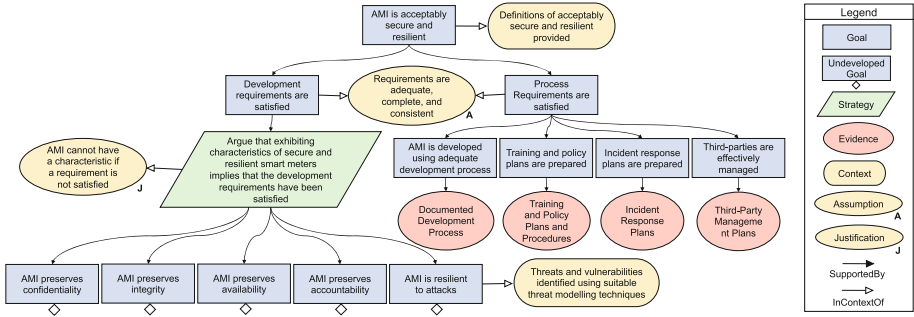 AMI is acceptably
secure and
resilient
Definitions of acceptably
secure and resilient
provided
Development
requirements are
satisfied
Requirements are
adequate,
complete, and
consistent
A
Process
Requirements are
satisfied
AMI cannot have
a characteristic if
a requirement is
not satisfied
J
Argue that exhibiting
characteristics of secure and
resilient smart meters
implies that the development
requirements have been
satisfied
AMI is developed
using adequate
development process
Training and policy
plans are prepared
Incident response
plans are prepared
Third-parties are
effectively
managed
Documented
Development
Process
Training
and Policy
Plans and
Procedures
Incident
Response
Plans
Third-Party
Manageme
nt Plans
AMI preserves
confidentiality
AMI preserves
integrity
AMI preserves
availability
AMI preserves
accountability
AMI is resilient
to attacks
Threats and vulnerabilities
identified using suitable
threat modelling techniques
Legend
Goal
Undeveloped
Goal
Strategy
Evidence
Context
Assumption
A
Justification
J
SupportedBy
InContextOf